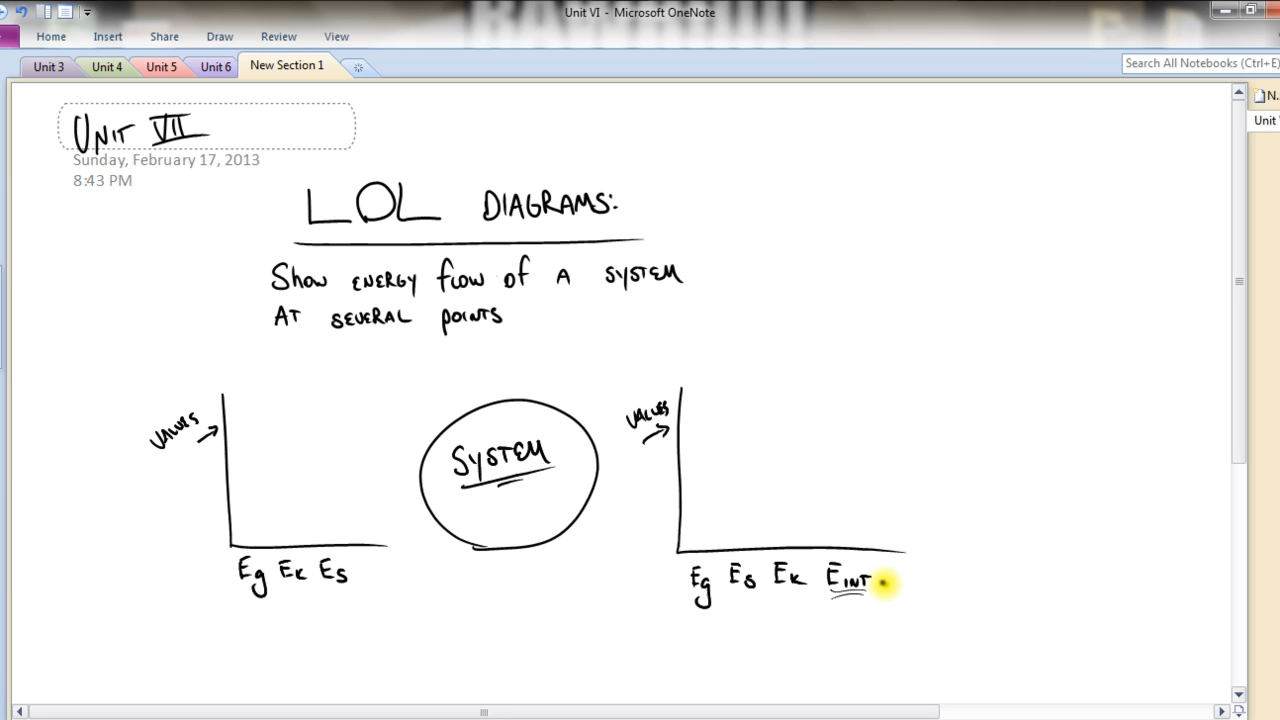 Unit VI - Microsoft OneNote
Home Insert Share Draw Review View
Unit 3 Unit 4 Unit 5 Unit 6 New Section 1
Search All Notebooks (Ctrl+E)
N..
Unit
UNIT VII
Sunday, February 17, 2013
8:43 PM
LOL DIAGRAMS:
Show ENERGY flow of A SYSTEM
AT SEVERAL POINTS
VALUES
SYSTEM
VALUES
Eg Ek Es
Eg Es Ek EINT